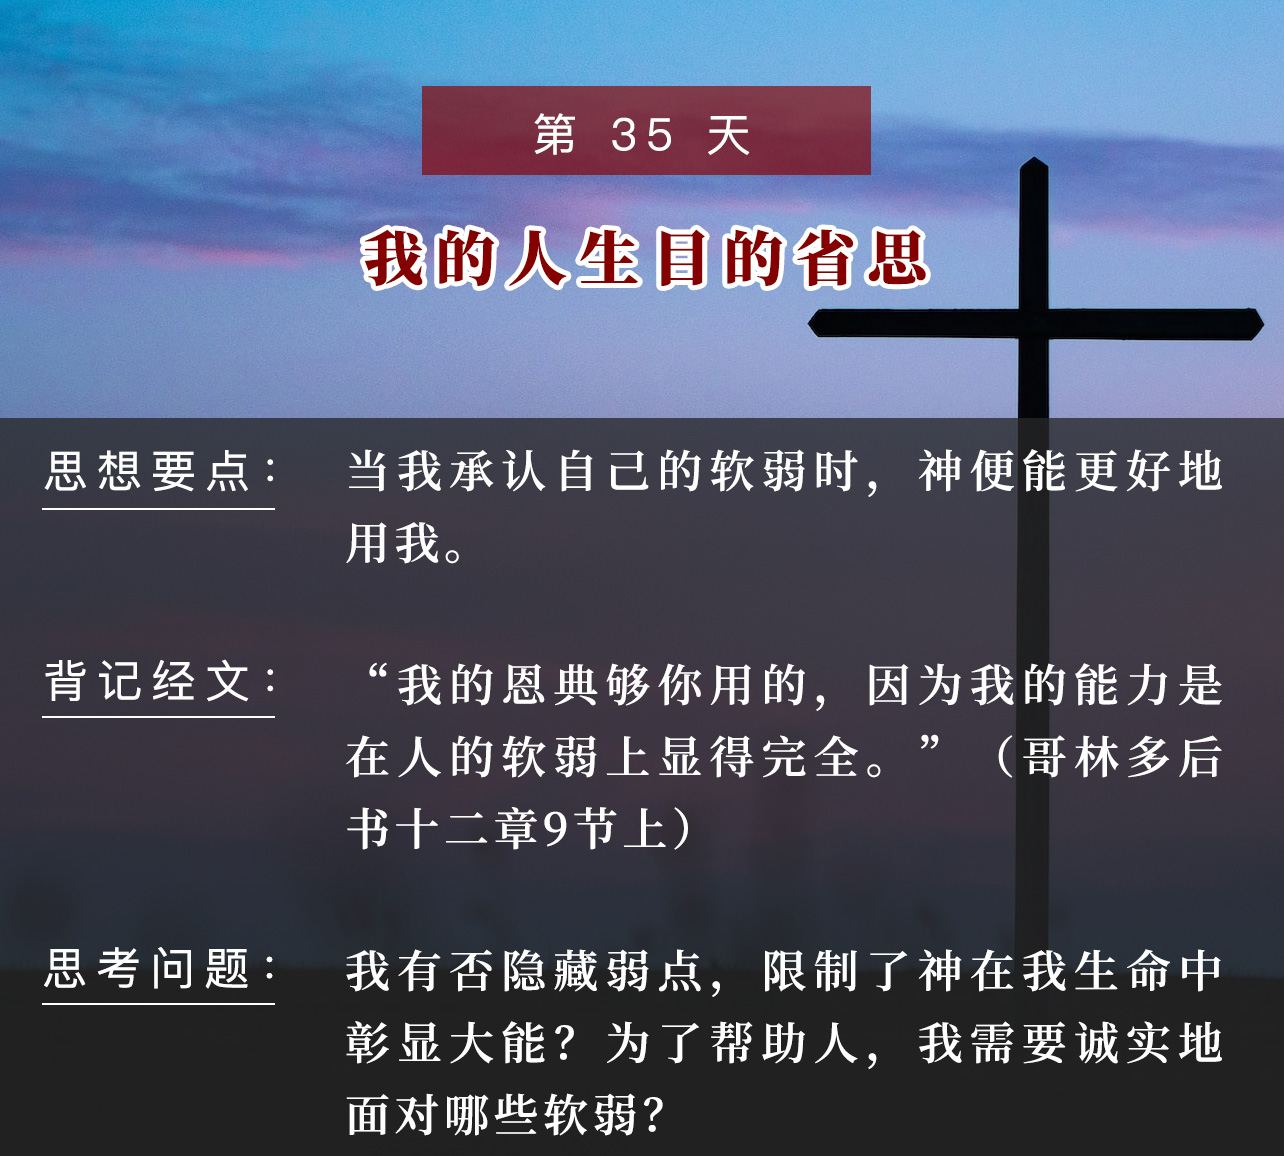 第 35 天
我的人生目的省思
思想要点：
当我承认自己的软弱时，神便能更好地
用我。
背记经文：
“我的恩典够你用的，因为我的能力是
在人的软弱上显得完全。”（哥林多后
书十二章9节上）
思考问题：
我有否隐藏弱点，限制了神在我生命中
彰显大能？为了帮助人，我需要诚实地
面对哪些软弱？